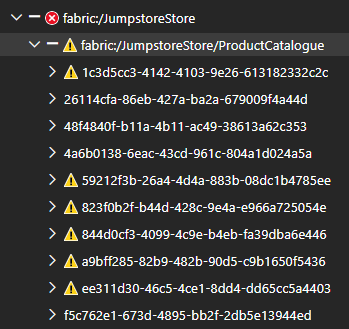 fabric:/JumpstoreStore
fabric:/JumpstoreStore/ProductCatalogue
1c3d5cc3-4142-4103-9e26-613182332c2c
26114cfa-86eb-427a-ba2a-679009f4a44d
48f4840f-b11a-4b11-ac49-38613a62c353
4a6b0138-6eac-43cd-961c-804a1d024a5a
59212f3b-26a4-4d4a-883b-08dc1b4785ee
823f0b2f-b44d-428c-9e4a-e966a725054e
844d0cf3-4099-4c9e-b4eb-fa39dba6e446
a9bff285-82b9-482b-90d5-c9b1650f5436
ee311d30-46c5-4ce1-8dd4-dd65cc5a4403
f5c762e1-673d-4895-bb2f-2db5e13944ed